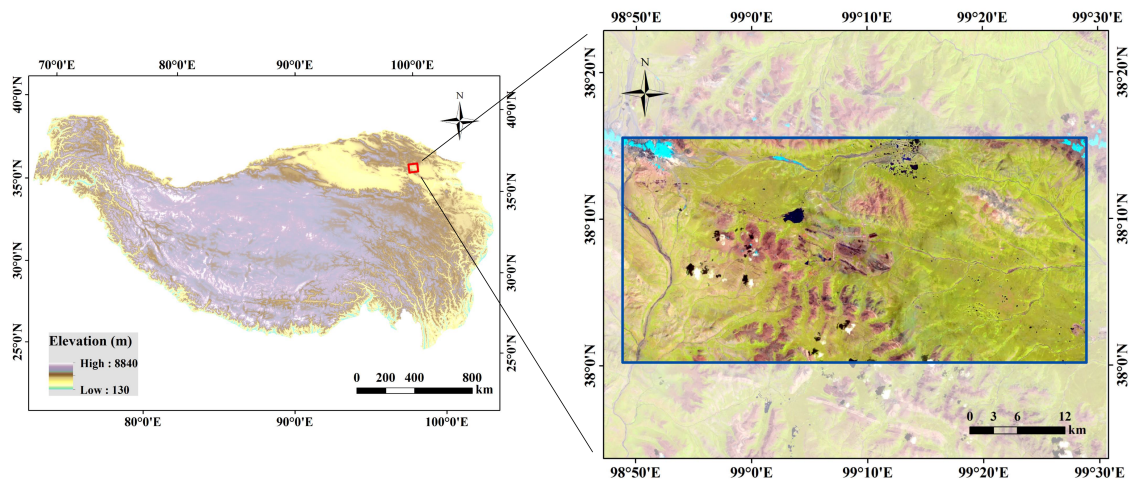 70°0'E 80°0'E 90°0'E 100°0'E
40°0'N
35°0'N
30°0'N
25°0'N
N
40°0'N
35°0'N
30°0'N
25°0'N
Elevation (m)
High : 8840
Low : 130
0 200 400 800
km
80°0'E 90°0'E 100°0'E
98°50'E 99°0'E 99°10'E 99°20'E 99°30'E
38°20'N
38°10'N
38°0'N
N
38°20'N
38°10'N
38°0'N
0 3 6 12
km
98°50'E 99°0'E 99°10'E 99°20'E 99°30'E